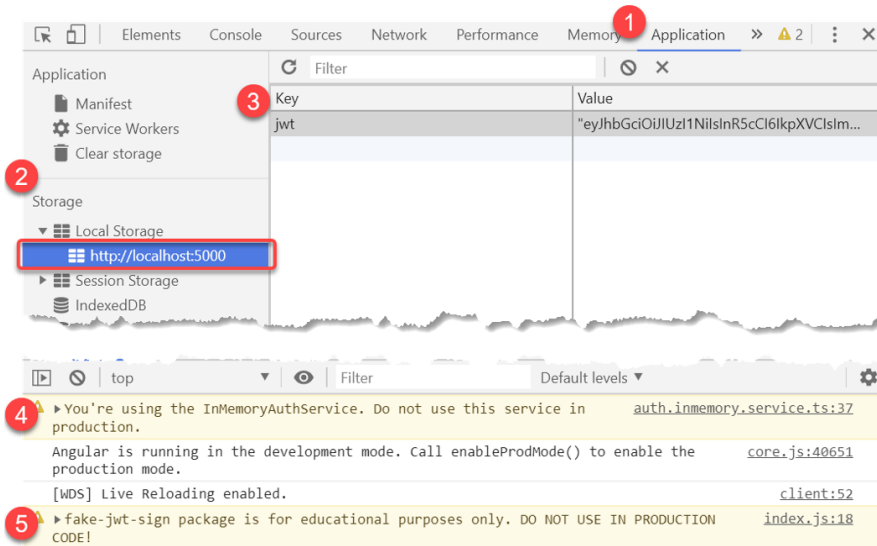 1
Elements Console Sources Network Performance Memory Application » 2
Application
Filter
Manifest
3
Key Value
Service Workers
jwt "eyJhbGciOiJIUzI1NiIsInR5cCI6IkpXVCIsIm...
Clear storage
2
Storage
Local Storage
http://localhost:5000
Session Storage
IndexedDB
top Filter Default levels
4
You're using the InMemoryAuthService. Do not use this service in auth.inmemory.service.ts:37
production.
Angular is running in the development mode. Call enableProdMode() to enable the core.js:40651
production mode.
[WDS] Live Reloading enabled. client:52
5
fake-jwt-sign package is for educational purposes only. DO NOT USE IN PRODUCTION index.js:18
CODE!